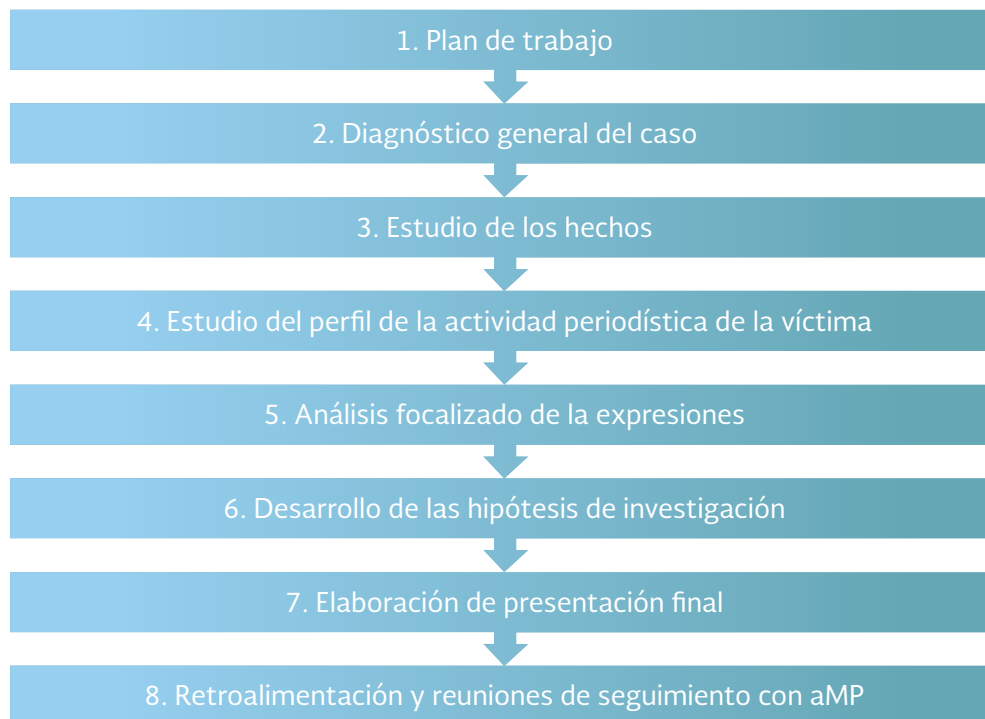 1. Plan de trabajo
2. Diagnóstico general del caso
3. Estudio de los hechos
4. Estudio del perfil de la actividad periodística de la víctima
5. Análisis focalizado de la expresiones
6. Desarrollo de las hipótesis de investigación
7. Elaboración de presentación final
8. Retroalimentación y reuniones de seguimiento con aMP